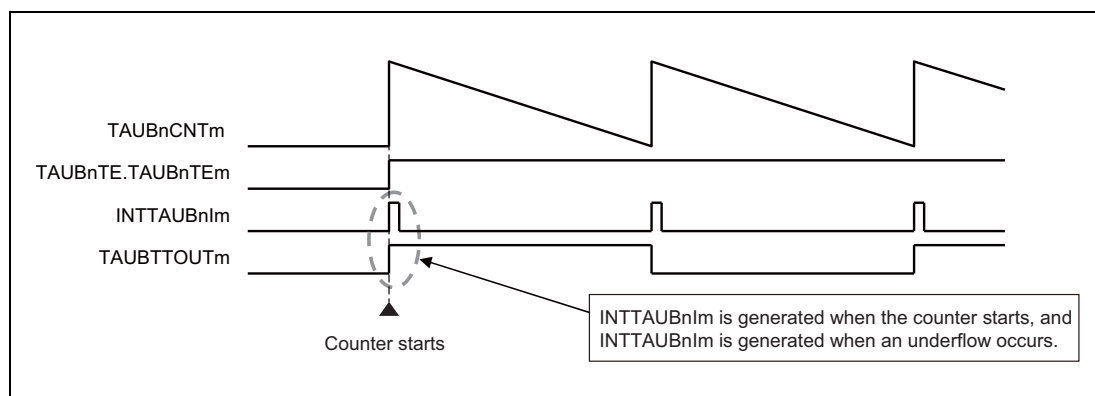 TAUBnCNTm
TAUBnTE.TAUBnTEm
INTTAUBnIm
TAUBTTOUTm
INTTAUBnIm is generated when the counter starts, and
INTTAUBnIm is generated when an underflow occurs.
Counter starts